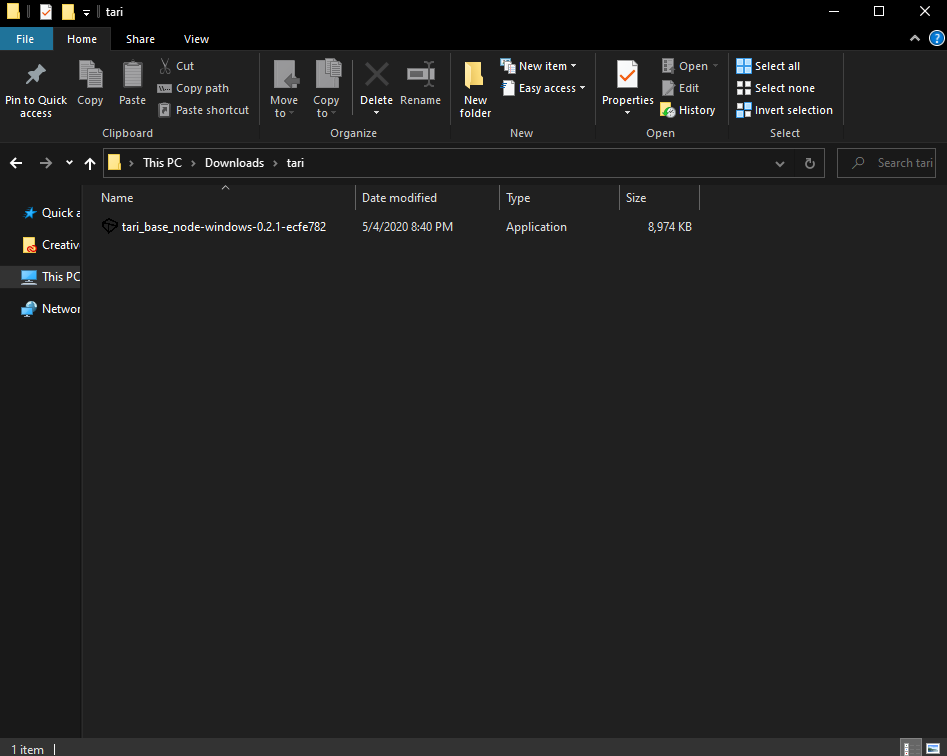 tari
File Home Share View
Pin to Quick access
Copy
Paste
Cut
Copy path
Paste shortcut
Clipboard
Move to
Copy to
Delete
Rename
Organize
New folder
New item
Easy access
New
Properties
Open
Edit
History
Open
Select all
Select none
Invert selection
Select
This PC › Downloads › tari
Search tari
Name Date modified Type Size
tari_base_node-windows-0.2.1-ecfe782 5/4/2020 8:40 PM Application 8,974 KB
Quick a
Creativ
This PC
Networ
1 item